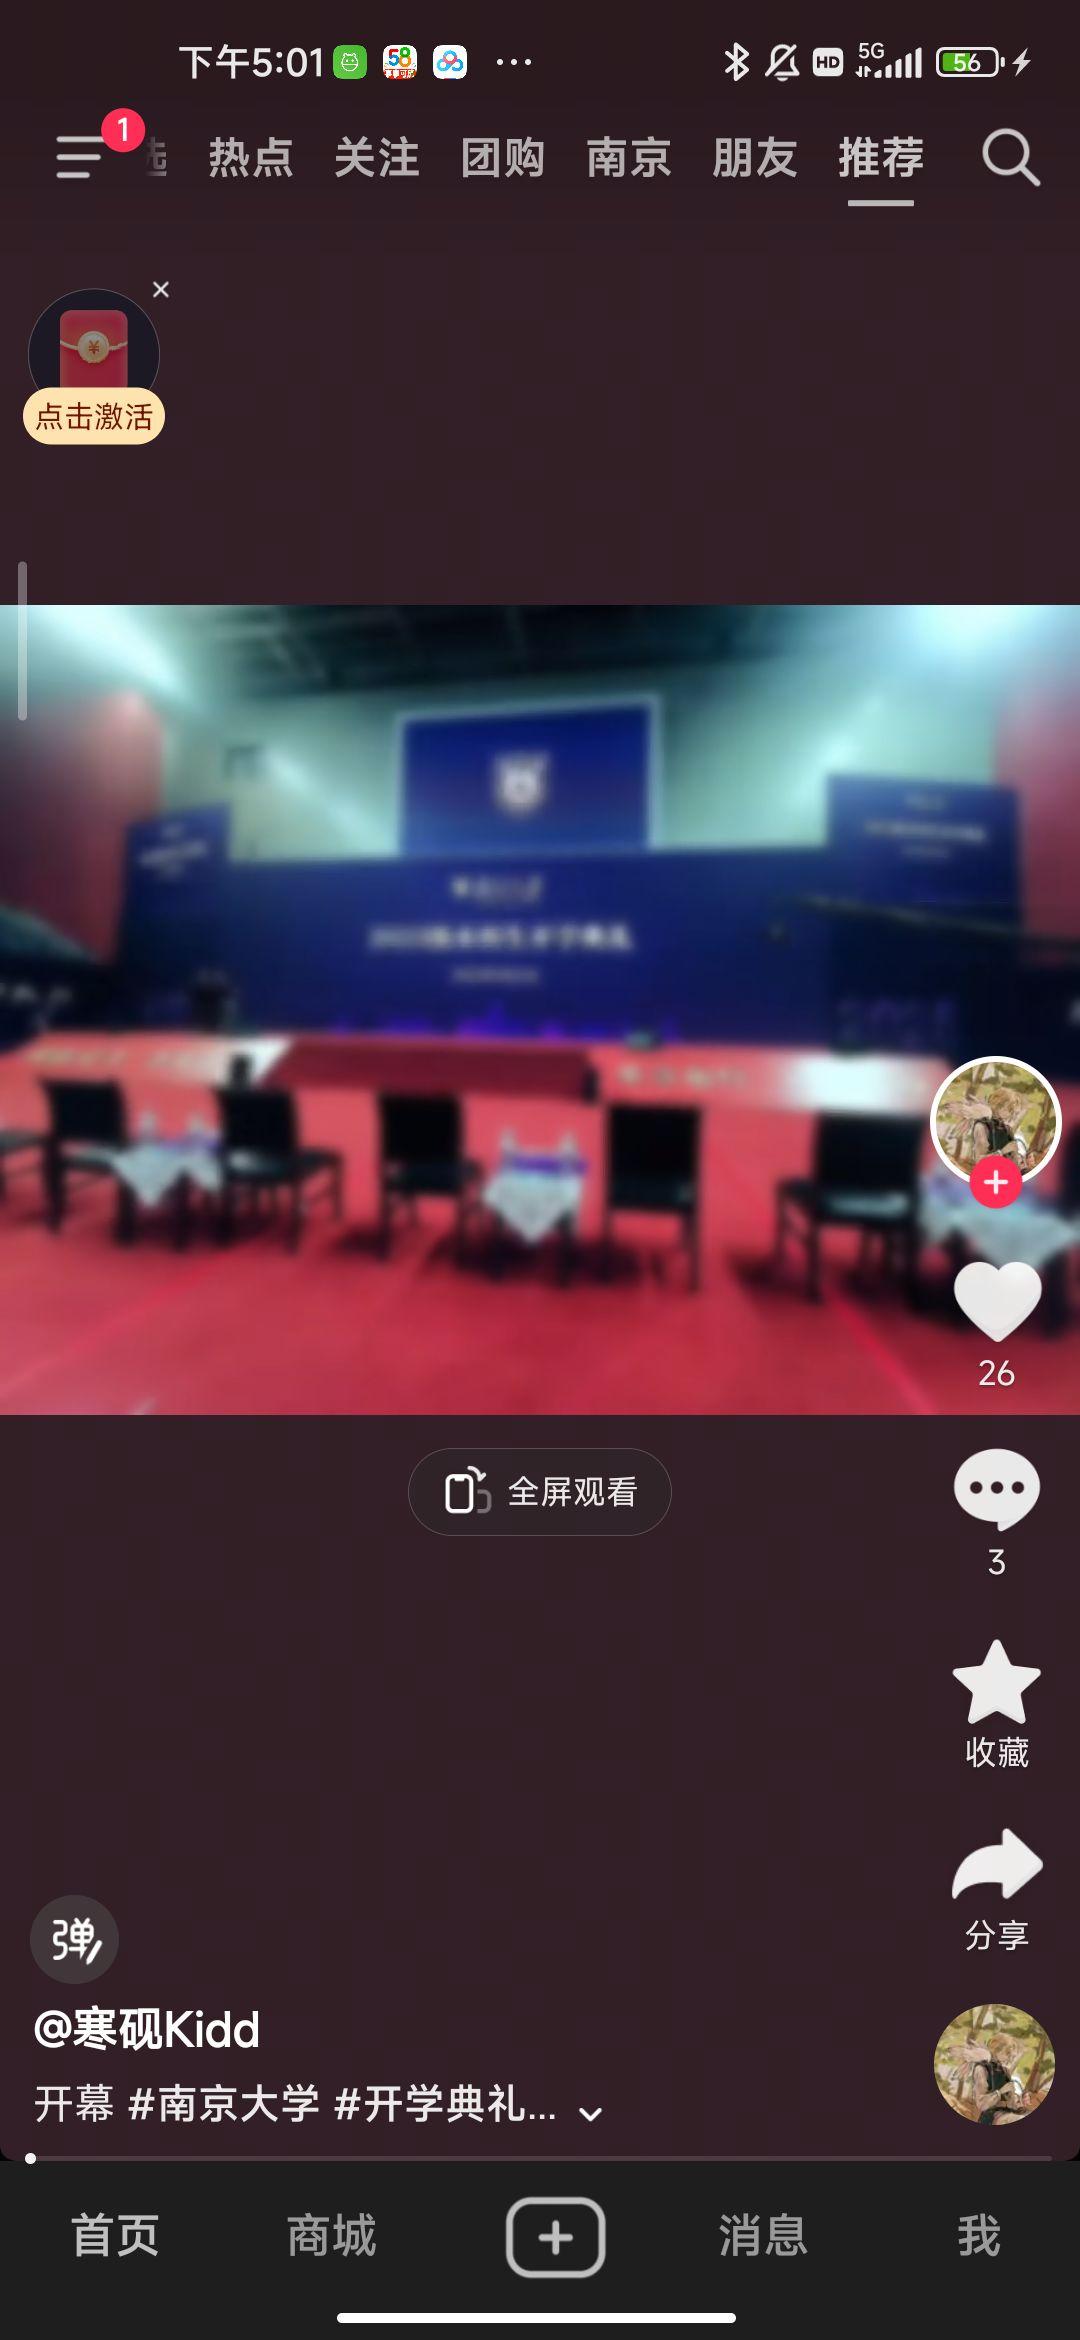 下午5:01
58
HD
5G
56
1
热点 关注 团购 南京 朋友 推荐
点击激活
26
全屏观看
3
收藏
分享
弹
@寒砚Kidd
开幕 #南京大学 #开学典礼...
首页 商城 消息 我